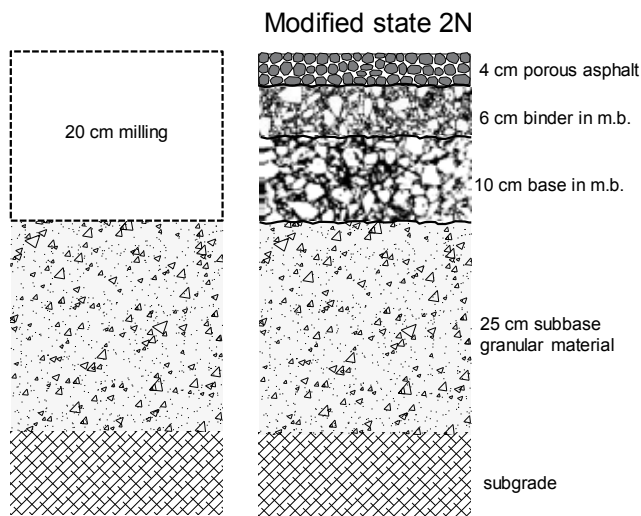 Modified state 2N
20 cm milling
4 cm porous asphalt
6 cm binder in m.b.
10 cm base in m.b.
25 cm subbase
granular material
subgrade